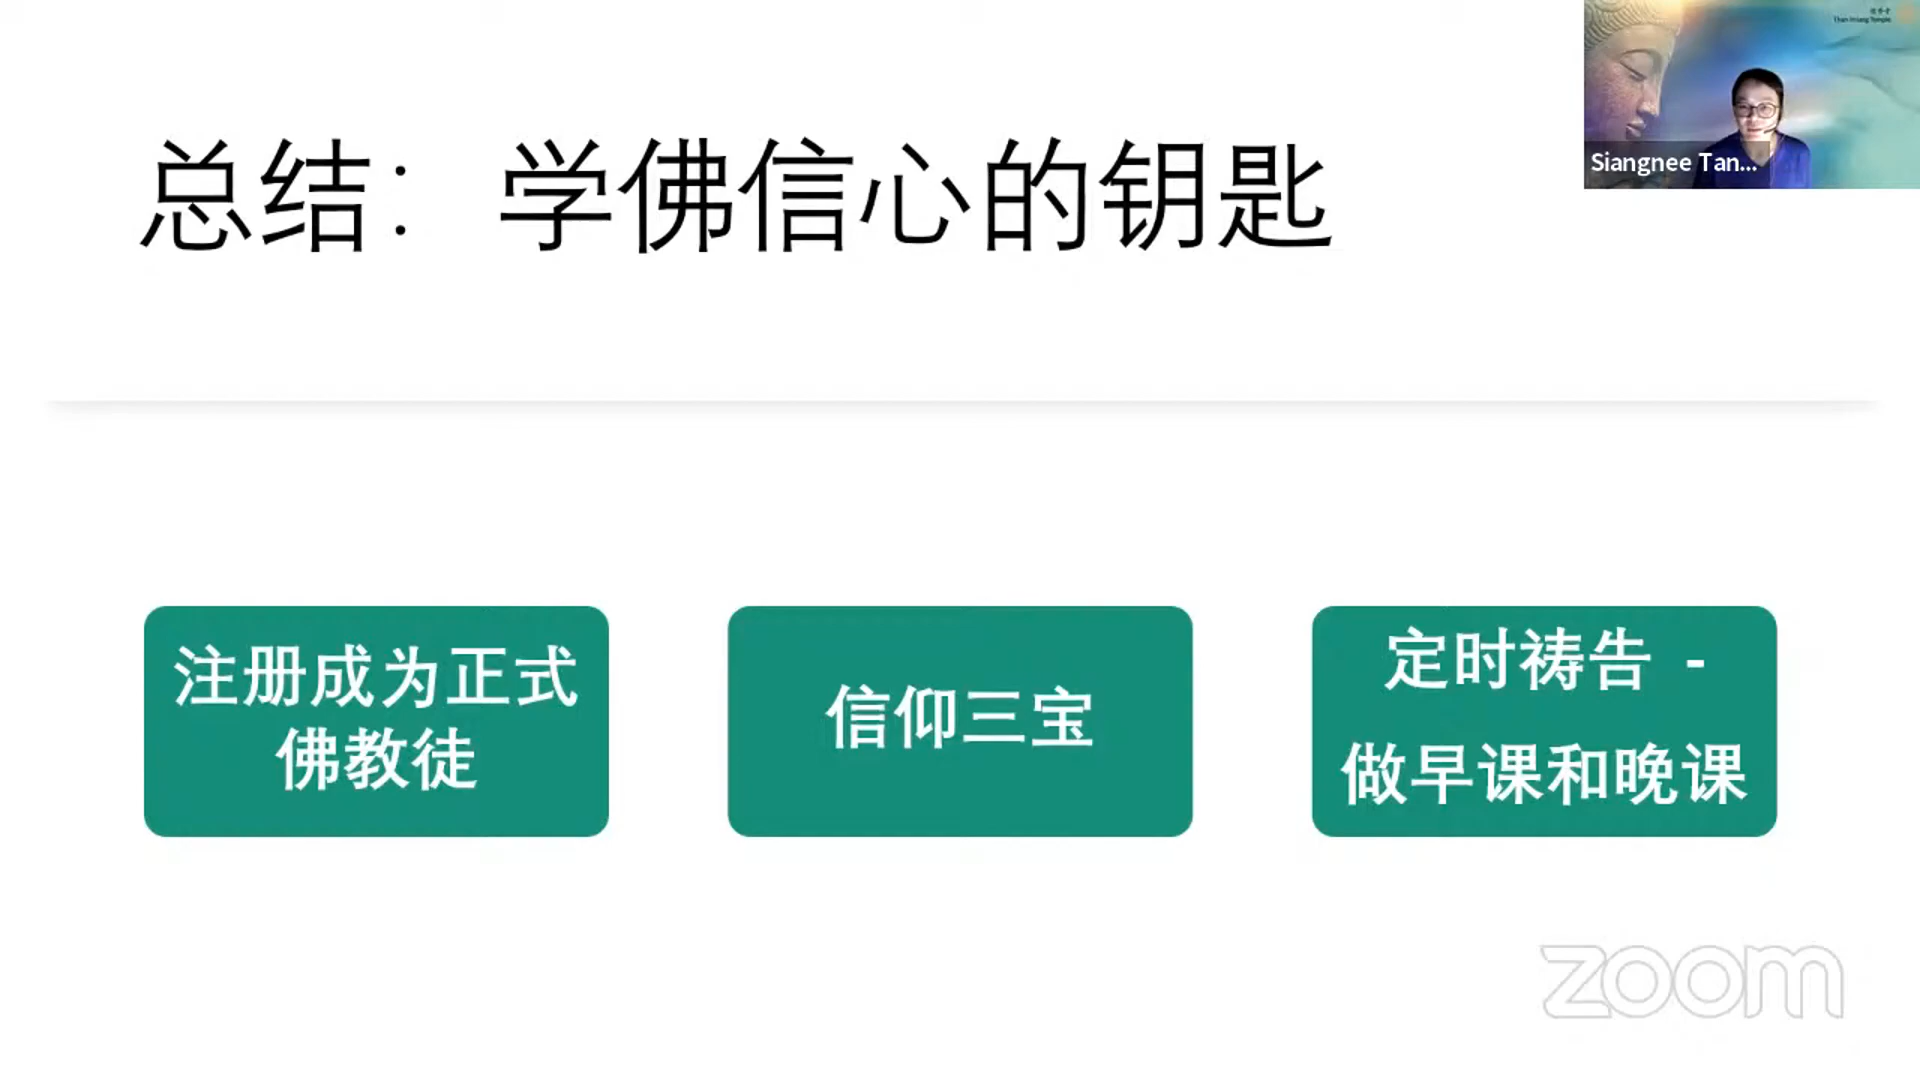 总结： 学佛信心的钥匙
Siangnee Tan...
注册成为正式
佛教徒
信仰三宝
定时祷告 -
做早课和晚课
zoom